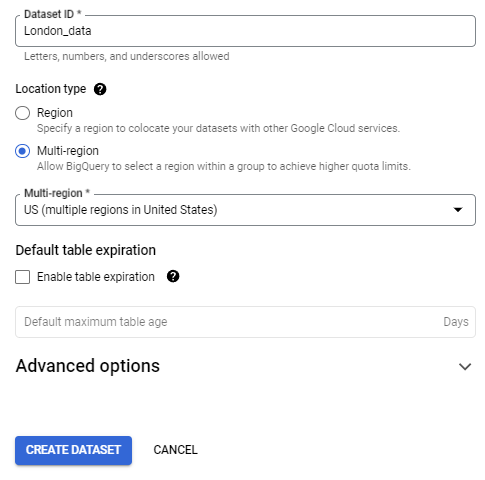 Dataset ID *
London_data
Letters, numbers, and underscores allowed
Location type ?
Region
Specify a region to colocate your datasets with other Google Cloud services.
Multi-region
Allow BigQuery to select a region within a group to achieve higher quota limits.
Multi-region *
US (multiple regions in United States)
Default table expiration
Enable table expiration ?
Default maximum table age Days
Advanced options
CREATE DATASET CANCEL